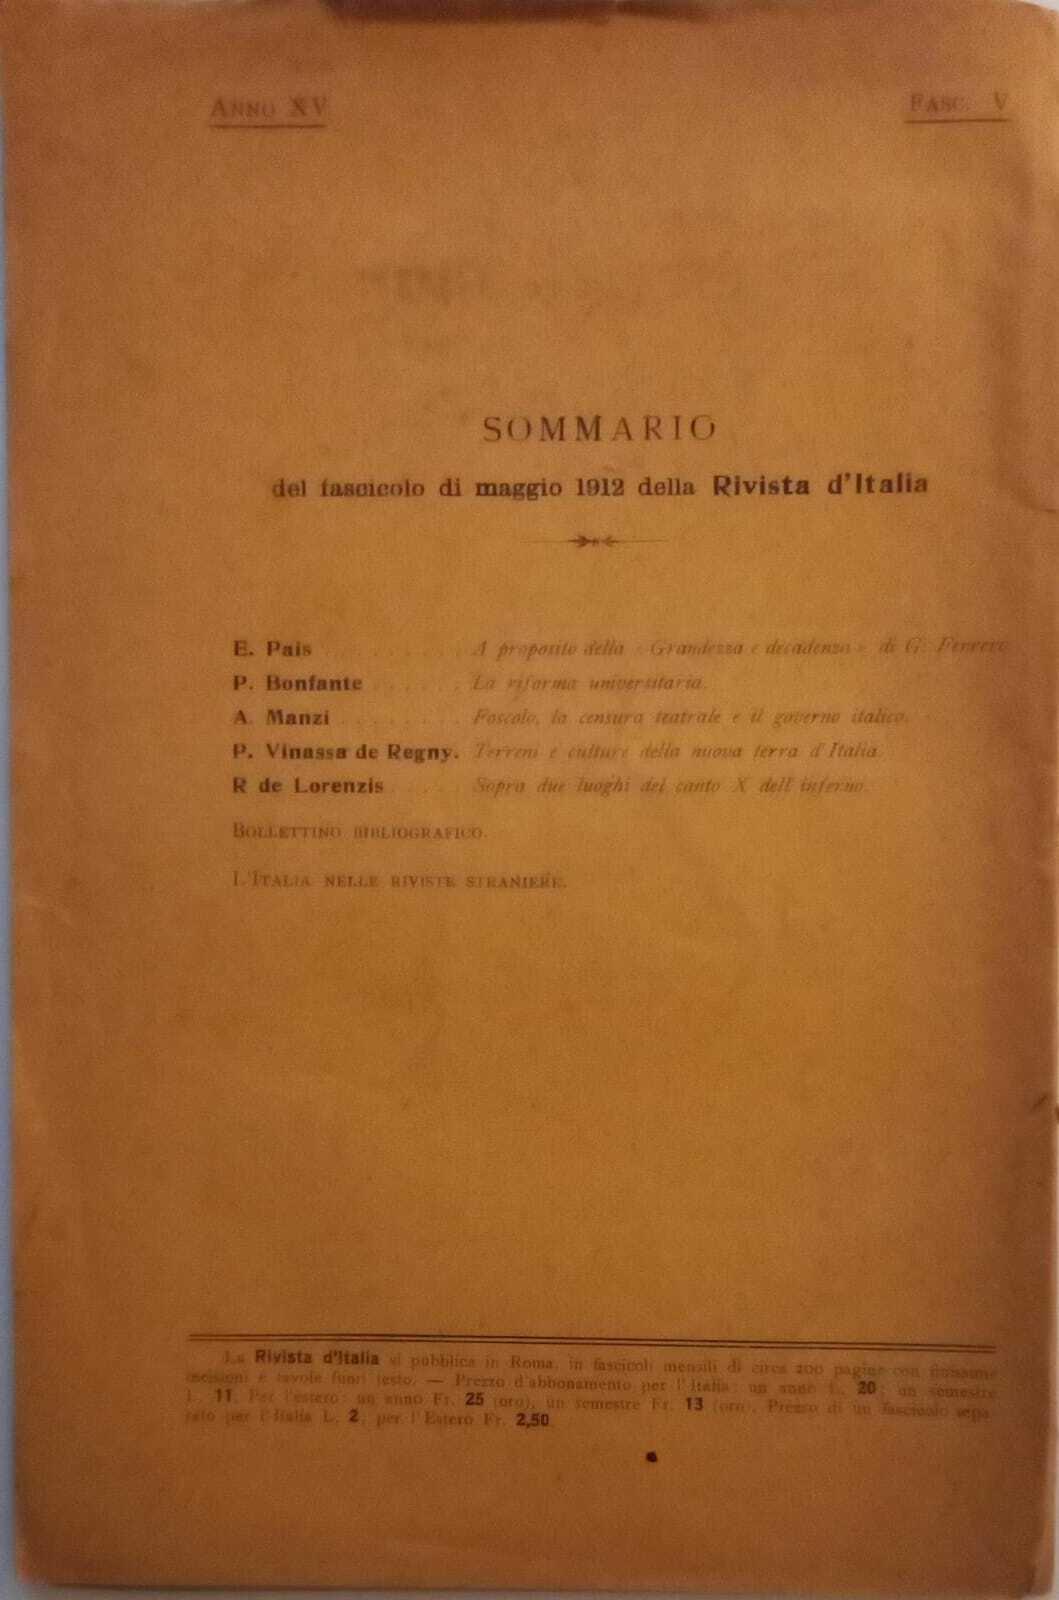 ANNO XV
FASC. V
SOMMARIO
del fascicolo di maggio 1912 della Rivista d'Italia
E. Pais . . . . . . . . . . A proposito della « Grandezza e decadenza » di G. Ferrero
P. Bonfante . . . . . . La riforma universitaria.
A. Manzi . . . . . . . . Foscolo, la censura teatrale e il governo italico.
P. Vinassa de Regny. Terreni e culture della nuova terra d'Italia.
R de Lorenzis . . . . . Sopra due luoghi del canto X dell'inferno.
BOLLETTINO BIBLIOGRAFICO.
L'ITALIA NELLE RIVISTE STRANIERE.
La Rivista d'Italia si pubblica in Roma, in fascicoli mensili di circa 200 pagine con finissime
incisioni e tavole fuori testo. — Prezzo d'abbonamento per l'Italia: un anno L. 20; un semestre
L. 11. Per l'estero: un anno Fr. 25 (oro), un semestre Fr. 13 (oro). Prezzo di un fascicolo sepa-
rato per l'Italia L. 2; per l'Estero Fr. 2,50.